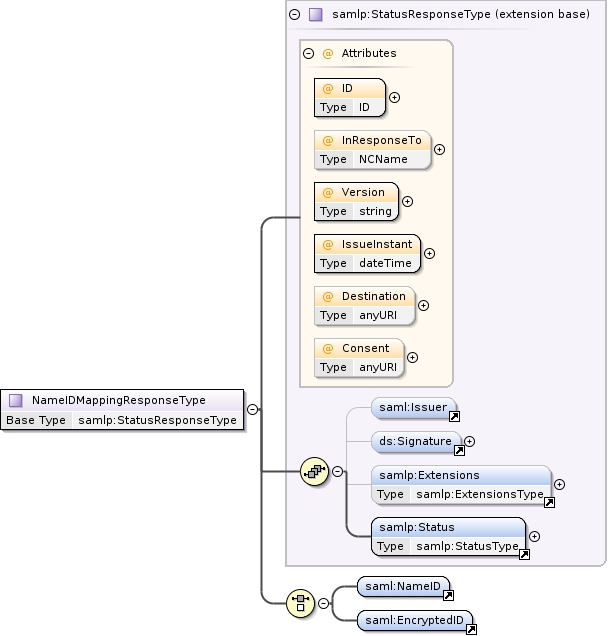 samlp:StatusResponseType (extension base)
@ Attributes
@ ID
Type ID
@ InResponseTo
Type NCName
@ Version
Type string
@ IssueInstant
Type dateTime
@ Destination
Type anyURI
@ Consent
Type anyURI
NameIDMappingResponseType
Base Type samlp:StatusResponseType
saml:Issuer
ds:Signature
samlp:Extensions
Type samlp:ExtensionsType
samlp:Status
Type samlp:StatusType
saml:NameID
saml:EncryptedID